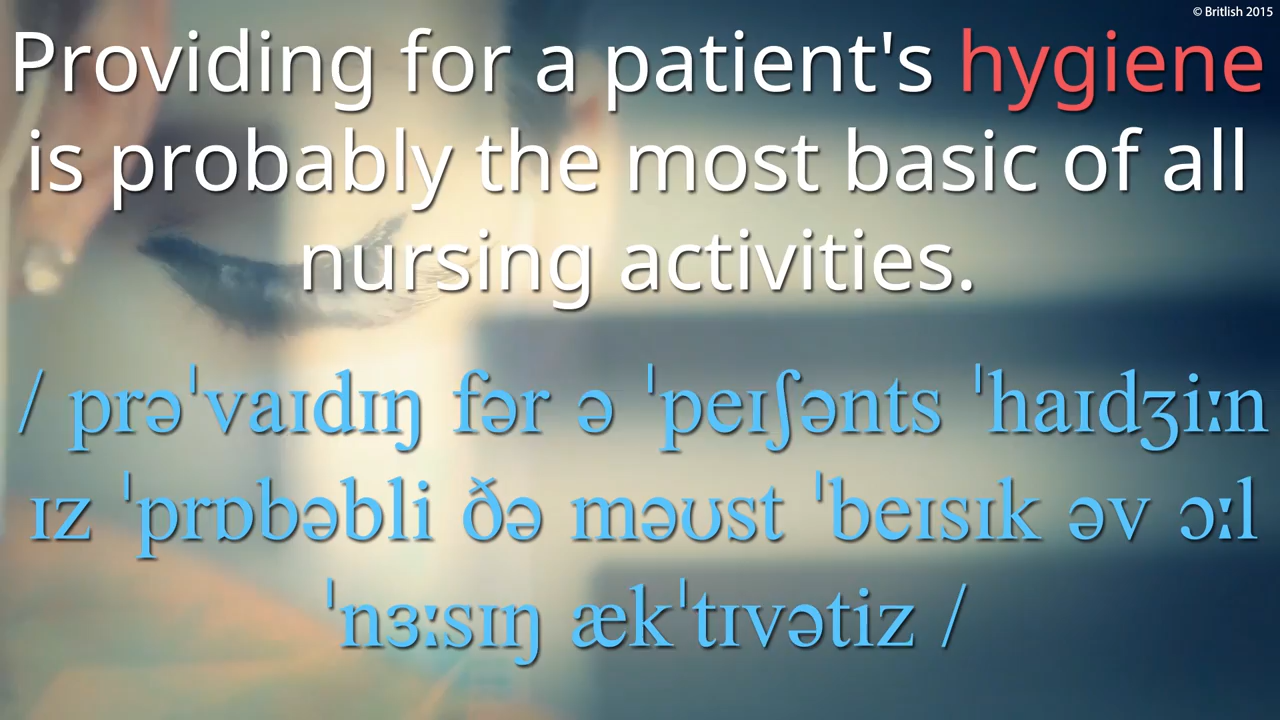 © Britlish 2015
Providing for a patient's hygiene
is probably the most basic of all
nursing activities.
/ prəˈvaɪdɪŋ fər ə ˈpeɪʃənts ˈhaɪdʒiːn
ɪz ˈprɒbəbli ðə məʊst ˈbeɪsɪk əv ɔːl
ˈnɜːsɪŋ ækˈtɪvətiz /